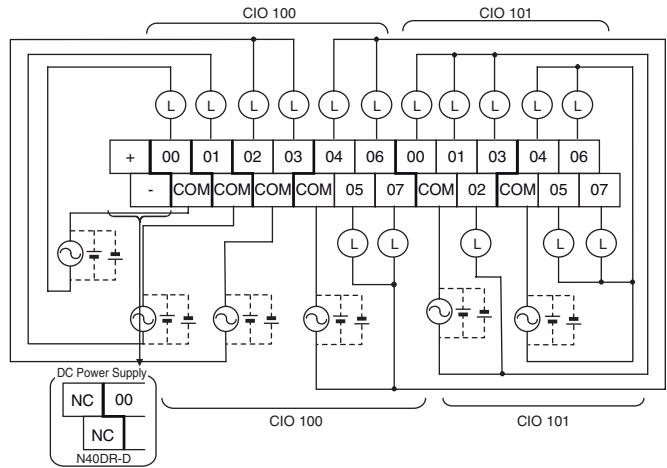 CIO 100 CIO 101
L L L L L L L L L L L
+ 00 01 02 03 04 06 00 01 03 04 06
- COM COM COM COM 05 07 COM 02 COM 05 07
L L L L L
DC Power Supply
NC 00
NC
N40DR-D
CIO 100 CIO 101